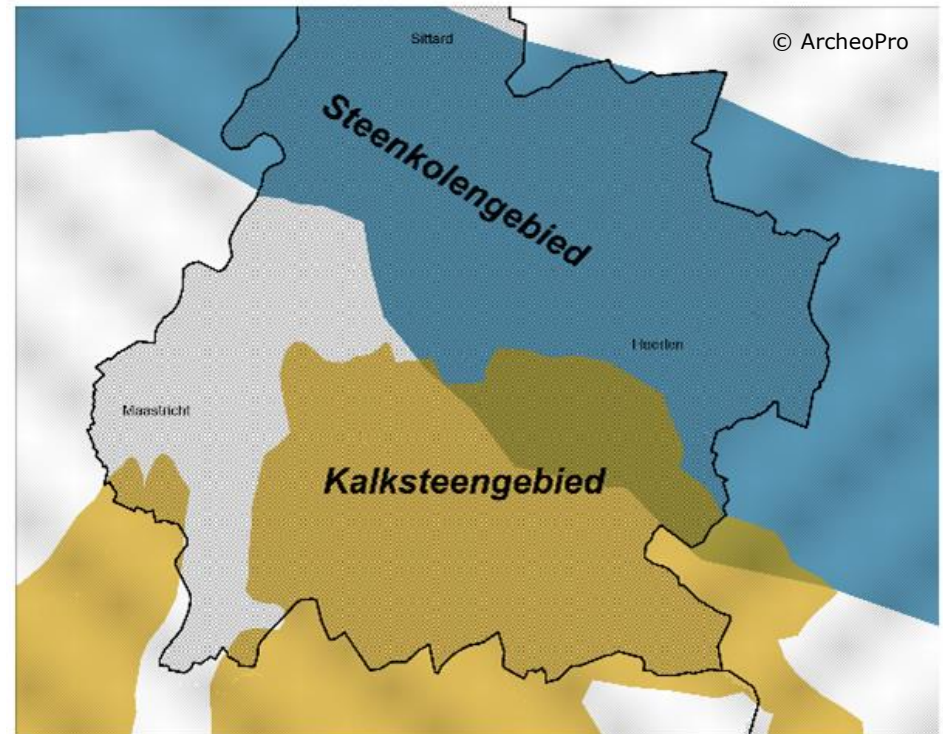 © ArcheoPro
Sittard
Steenkolengebied
Heerlen
Maastricht
Kalksteengebied